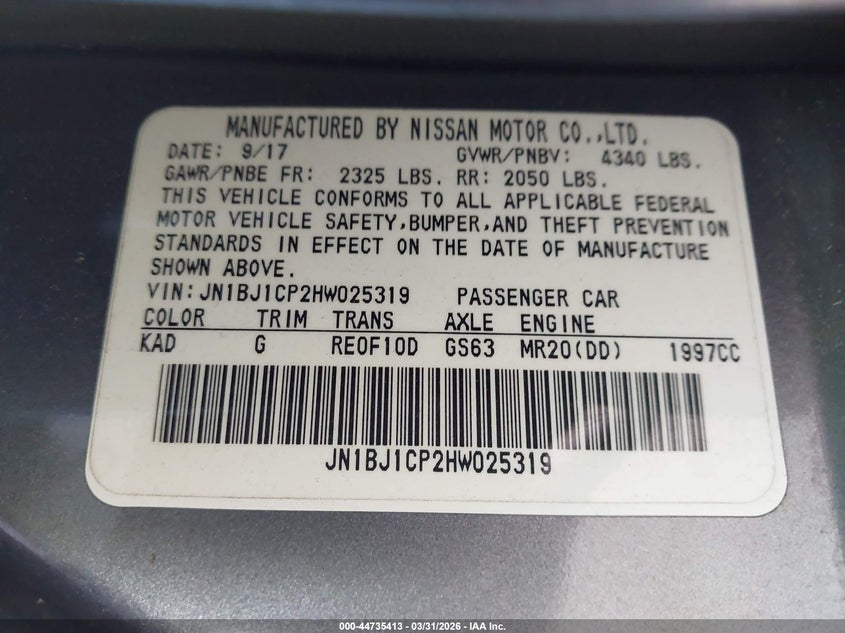 MANUFACTURED BY NISSAN MOTOR CO.,LTD.
DATE: 9/17 GVWR/PNBV: 4340 LBS.
GAWR/PNBE FR: 2325 LBS. RR: 2050 LBS.
THIS VEHICLE CONFORMS TO ALL APPLICABLE FEDERAL
MOTOR VEHICLE SAFETY,BUMPER,AND THEFT PREVENTION
STANDARDS IN EFFECT ON THE DATE OF MANUFACTURE
SHOWN ABOVE.
VIN:JN1BJ1CP2HW025319 PASSENGER CAR
COLOR TRIM TRANS AXLE ENGINE
KAD G RE0F10D GS63 MR20(DD) 1997CC
JN1BJ1CP2HW025319
000-44735413 - 03/31/2026 - IAA Inc.